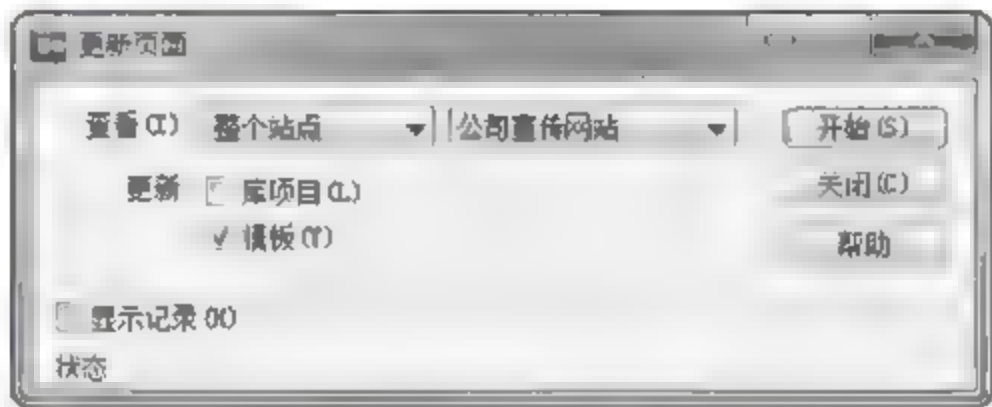 更新页面
查看(I) 整个站点 公司宣传网站 开始(S)
更新 库项目(L) 关闭(C)
模板(T) 帮助
显示记录(H)
状态